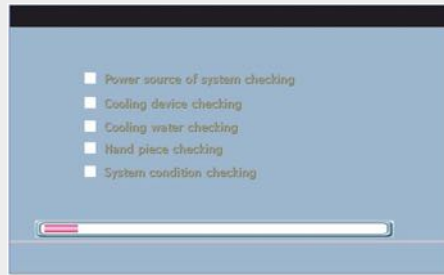 Power source of system checking
Cooling device checking
Cooling water checking
Hand piece checking
System condition checking